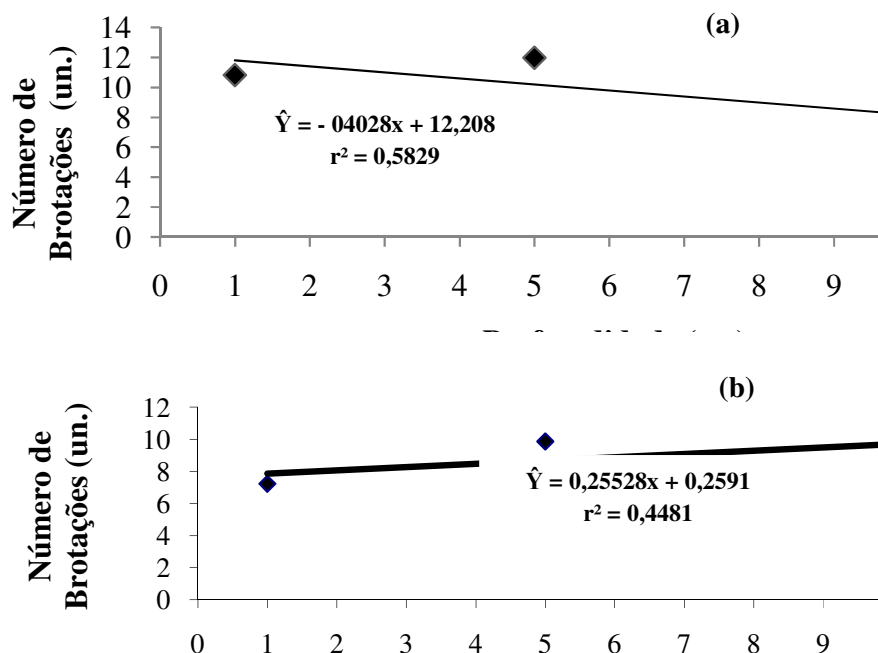 (a)
14
12
10
8
6
4
2
0
Número de
Brotações (un.)
Ŷ = - 04028x + 12,208
r² = 0,5829
0 1 2 3 4 5 6 7 8 9
(b)
12
10
8
6
4
2
0
Número de
Brotações (un.)
Ŷ = 0,25528x + 0,2591
r² = 0,4481
0 1 2 3 4 5 6 7 8 9